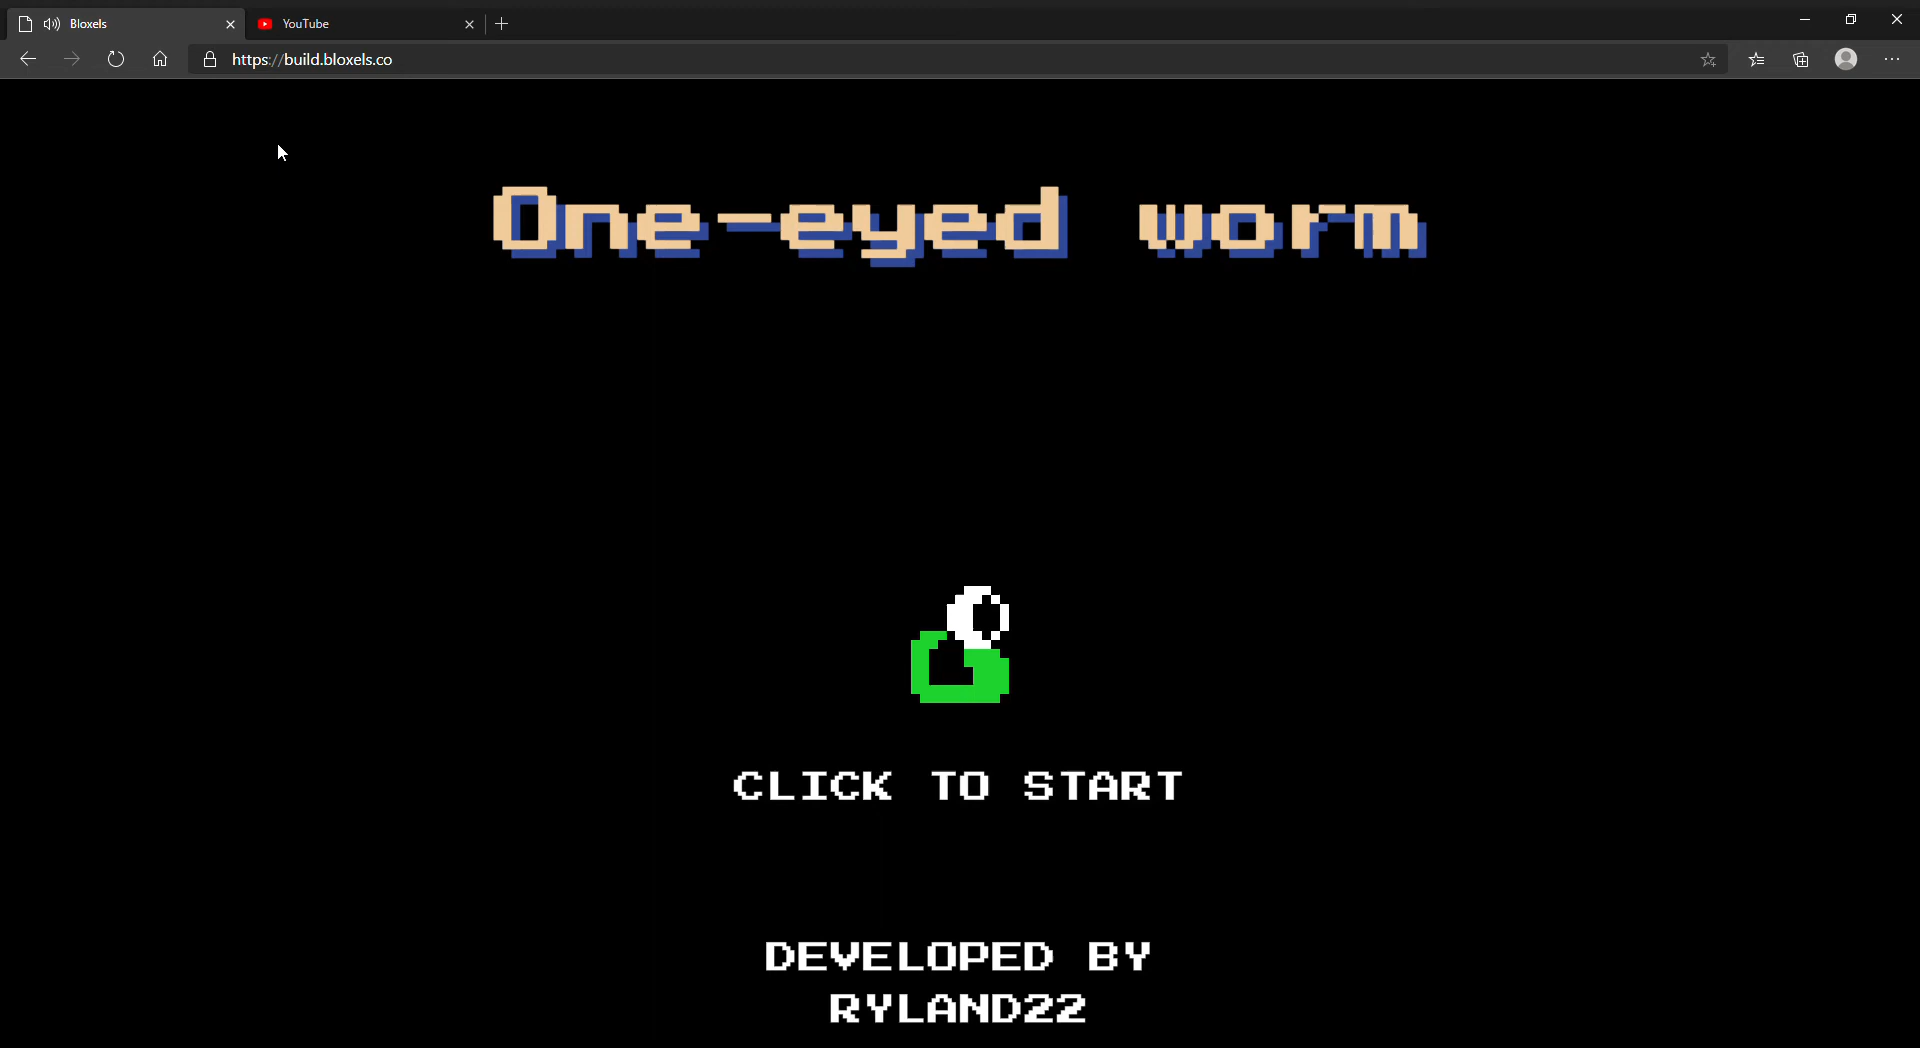 Bloxels
YouTube
https://build.bloxels.co
One-eyed worm
CLICK TO START
DEVELOPED BY
RYLAND22